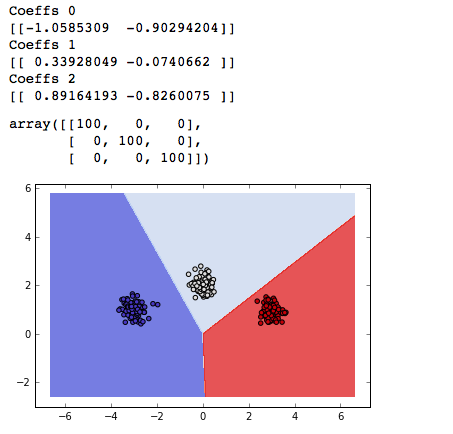 Coeffs 0
[[-1.0585309  -0.90294204]]
Coeffs 1
[[ 0.33928049 -0.0740662 ]]
Coeffs 2
[[ 0.89164193 -0.8260075 ]]
array([[100,   0,   0],
       [  0, 100,   0],
       [  0,   0, 100]])
6
4
2
0
−2
−6 −4 −2 0 2 4 6